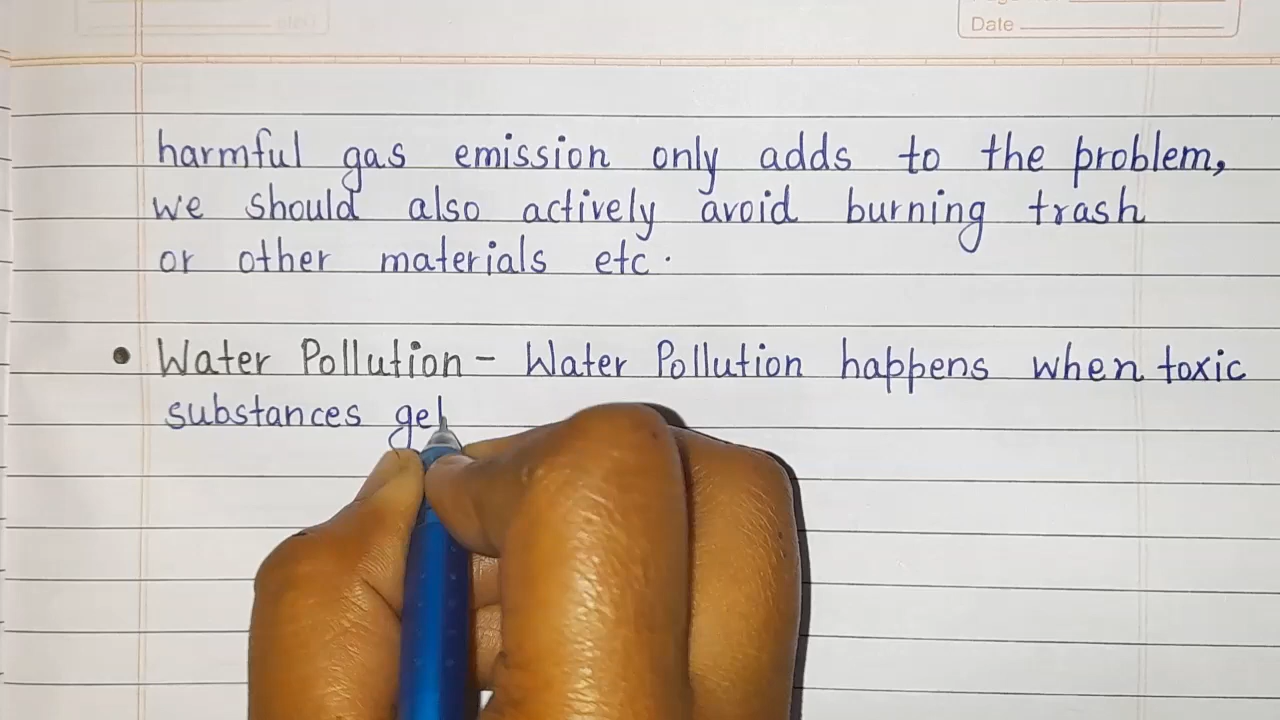 Date
harmful gas emission only adds to the problem,
we should also actively avoid burning trash
or other materials etc.
• Water Pollution - Water Pollution happens when toxic
substances